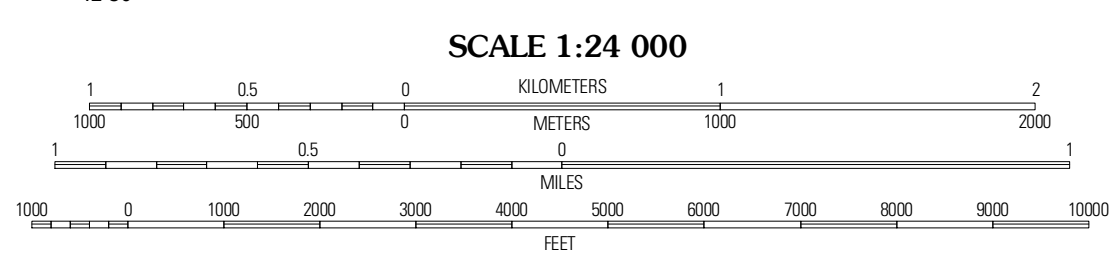 SCALE 1:24 000
1 0.5 0 KILOMETERS 1 2
1000 500 0 METERS 1000 2000
1 0.5 0 1
MILES
1000 0 1000 2000 3000 4000 5000 6000 7000 8000 9000 10000
FEET